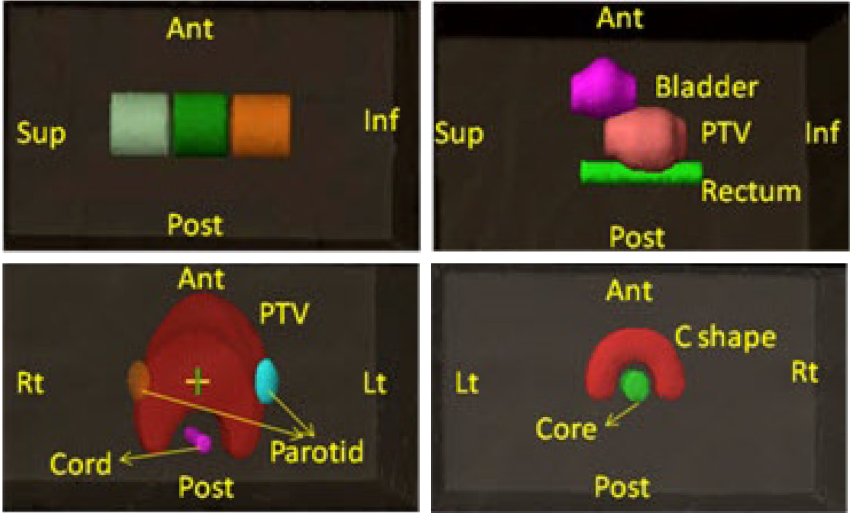 Ant
Sup
Inf
Post
Ant
Bladder
Sup
PTV
Inf
Rectum
Post
Ant
PTV
Rt
Lt
Cord
Parotid
Post
Ant
C shape
Lt
Rt
Core
Post